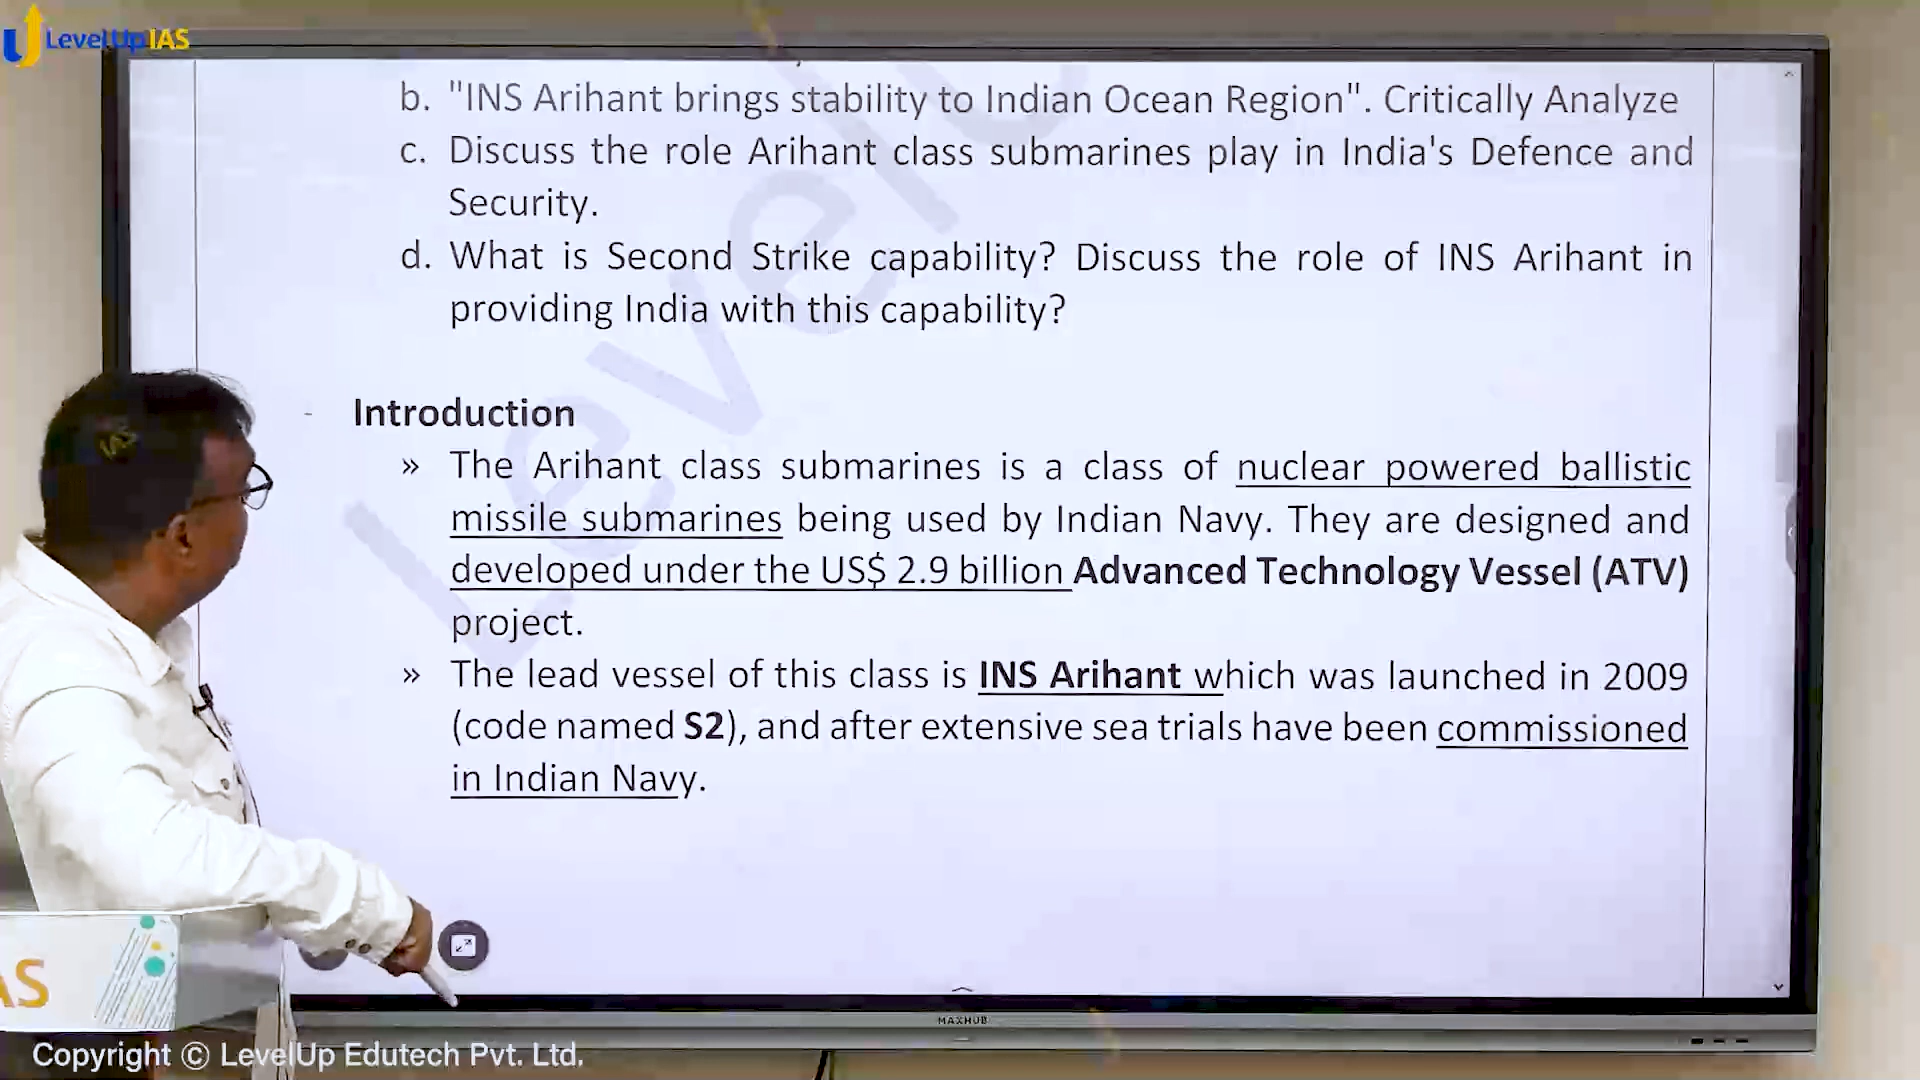 LevelUp IAS
b. "INS Arihant brings stability to Indian Ocean Region". Critically Analyze
c. Discuss the role Arihant class submarines play in India's Defence and
Security.
d. What is Second Strike capability? Discuss the role of INS Arihant in
providing India with this capability?
- Introduction
» The Arihant class submarines is a class of nuclear powered ballistic
missile submarines being used by Indian Navy. They are designed and
developed under the US$ 2.9 billion Advanced Technology Vessel (ATV)
project.
» The lead vessel of this class is INS Arihant which was launched in 2009
(code named S2), and after extensive sea trials have been commissioned
in Indian Navy.
Level
AS
MAXHUB
Copyright © LevelUp Edutech Pvt. Ltd.